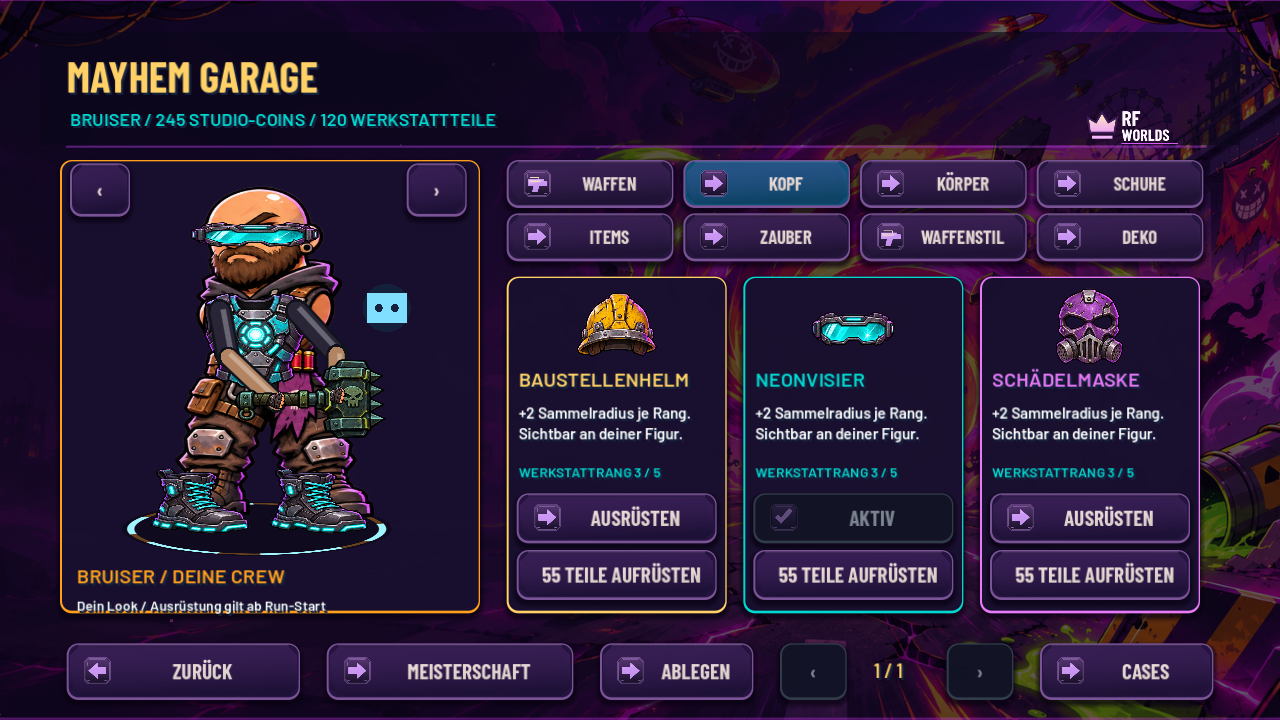 MAYHEM GARAGE
BRUISER / 245 STUDIO-COINS / 120 WERKSTATTTEILE
RF
WORLDS
‹
›
WAFFEN
KOPF
KÖRPER
SCHUHE
ITEMS
ZAUBER
WAFFENSTIL
DEKO
BAUSTELLENHELM
+2 Sammelradius je Rang.
Sichtbar an deiner Figur.
WERKSTATTRANG 3 / 5
AUSRÜSTEN
55 TEILE AUFRÜSTEN
NEONVISIER
+2 Sammelradius je Rang.
Sichtbar an deiner Figur.
WERKSTATTRANG 3 / 5
AKTIV
55 TEILE AUFRÜSTEN
SCHÄDELMASKE
+2 Sammelradius je Rang.
Sichtbar an deiner Figur.
WERKSTATTRANG 3 / 5
AUSRÜSTEN
55 TEILE AUFRÜSTEN
BRUISER / DEINE CREW
Dein Look / Ausrüstung gilt ab Run-Start
ZURÜCK
MEISTERSCHAFT
ABLEGEN
‹
1 / 1
›
CASES